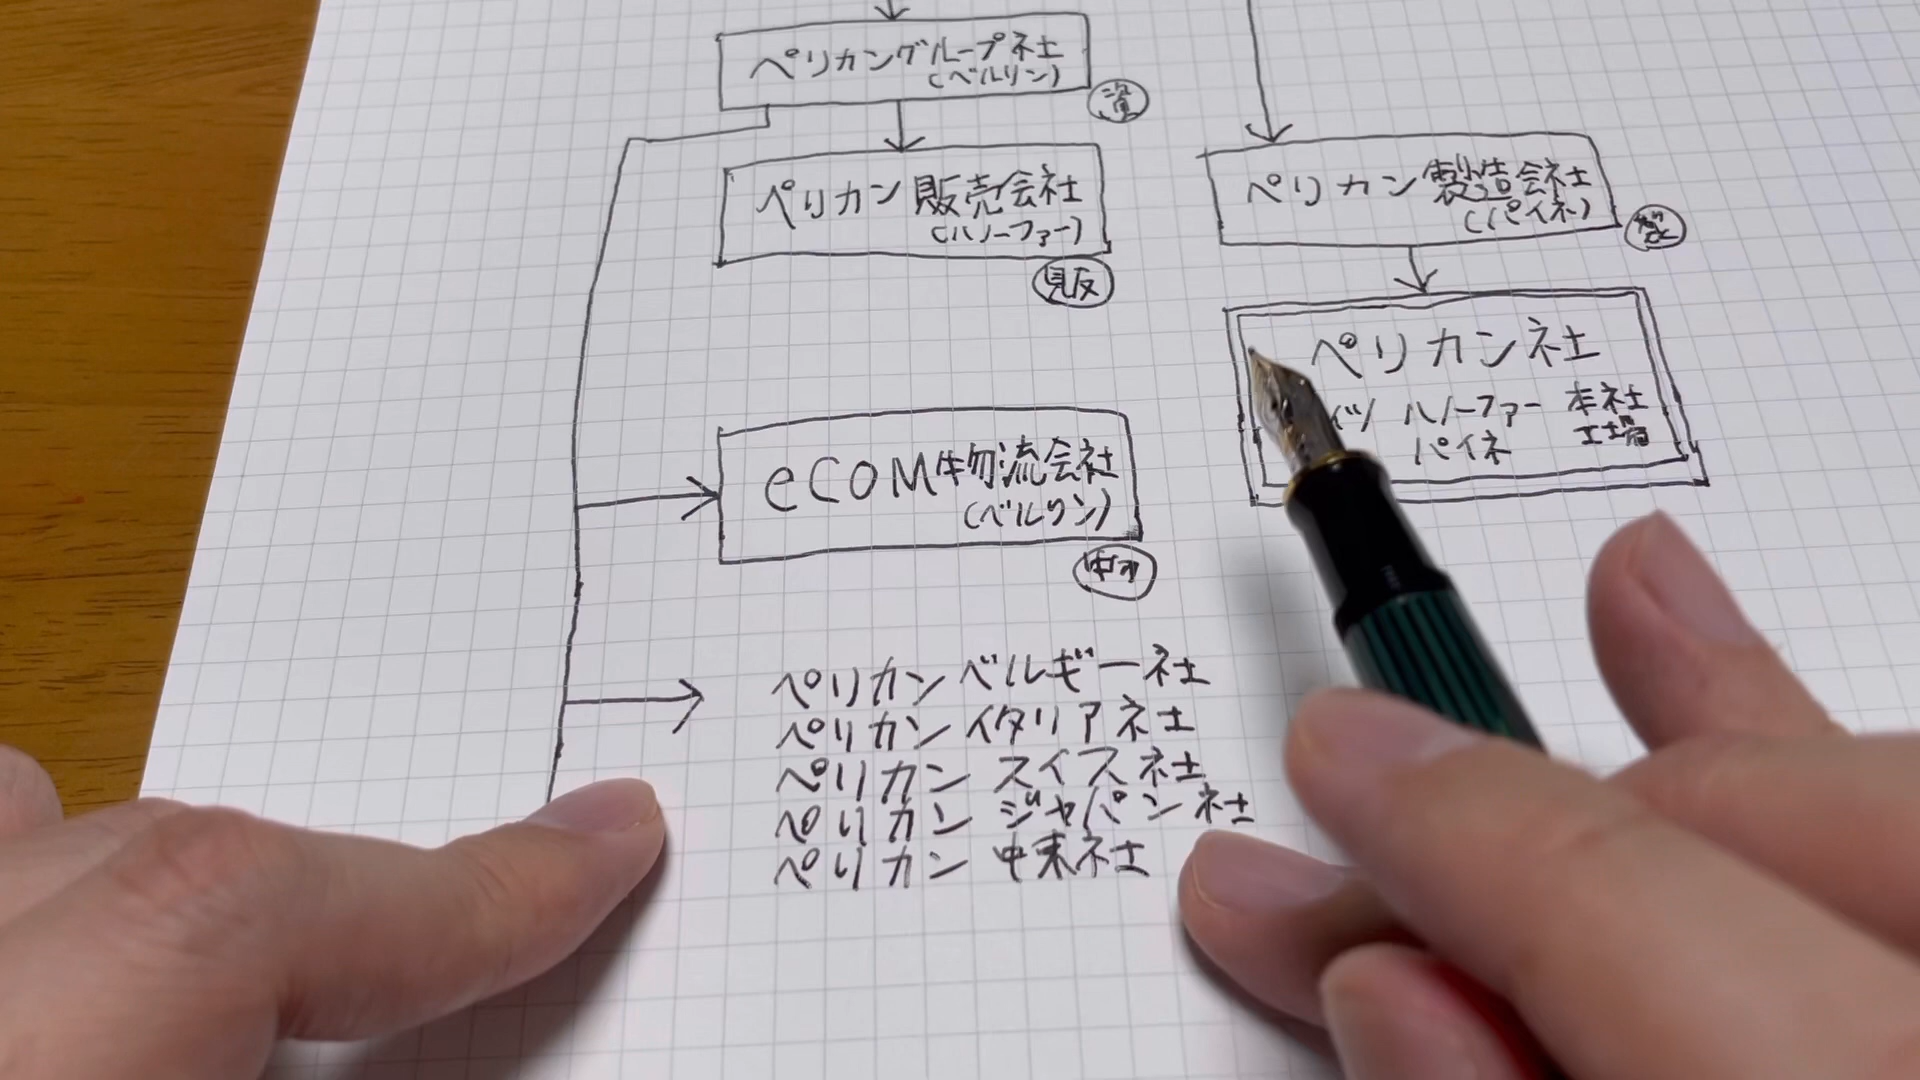 ペリカングループ社
(ベルリン)
資
ペリカン販売会社
(ハノーファー)
販
ペリカン製造会社
(パイネ)
製
ペリカン社
イツ ハノーファー 本社
パイネ 工場
eCOM物流会社
(ベルリン)
物
ペリカンベルギー社
ペリカンイタリア社
ペリカンスイス社
ペリカンジャパン社
ペリカン中東社